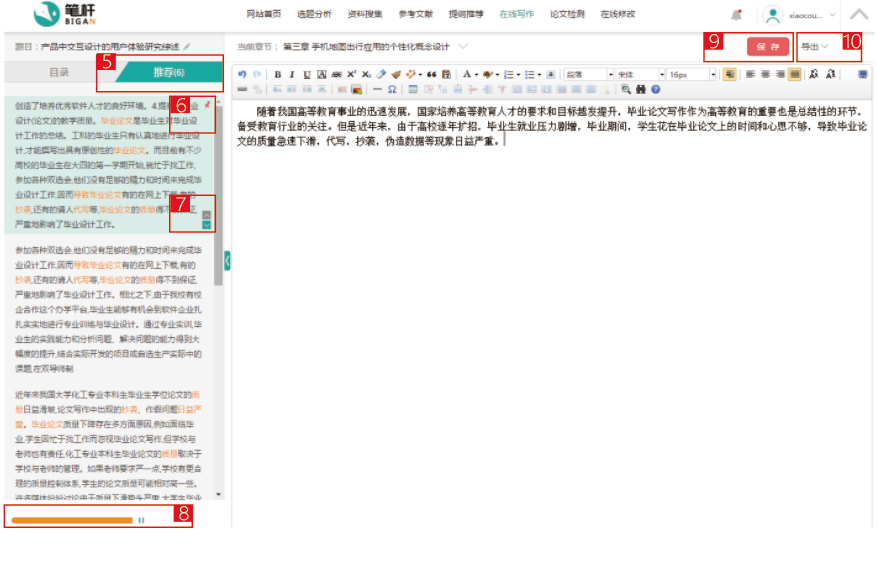 笔杆
BIGAN
网站首页 选题分析 资料搜集 参考文献 提纲推荐 在线写作 论文检测 在线修改
xiaocou...
题目：产品中交互设计的用户体验研究综述
当前章节： 第三章 手机地图出行应用的个性化概念设计
9
保 存
导出
10
5
目录
推荐(6)
B I U
段落
宋体
16px
创造了培养优秀软件人才的良好环境。4.提
6
业
设计(论文)的教学质量。毕业论文是毕业生
毕业设
计工作的总结。工科的毕业生只有认真地进行毕业设
计,才能撰写出具有原创性的毕业论文。而目前有不少
高校的毕业生在大四的第一学期开始,就忙于找工作,
参加各种双选会,他们没有足够的精力和时间来完成毕
业设计工作,因而导致毕业论文有的在网上下载,有的
抄袭,还有的请人代写等,毕业论文的质量得不
7
证,
严重地影响了毕业设计工作。
参加各种双选会,他们没有足够的精力和时间来完成毕
业设计工作,因而导致毕业论文有的在网上下载,有的
抄袭,还有的请人代写等,毕业论文的质量得不到保证,
严重地影响了毕业设计工作。相比之下,由于我校有校
企合作这个办学平台,毕业生能够有机会到软件企业扎
扎实实地进行专业训练与毕业设计。通过专业实训,毕
业生的实践能力和分析问题、解决问题的能力得到大
幅度的提升,结合实际开发的项目或自选生产实际中的
课题,在双导师制
近年来我国大学化工专业本科生毕业生学位论文的质
量日益滑坡,论文写作中出现的抄袭、作假问题日益严
重。毕业论文质量下降存在多方面原因,例如面临毕
业,学生因忙于找工作而忽视毕业论文写作,但学校与
老师也有责任,化工专业本科生毕业论文的质量取决于
学校与老师的管理。如果老师要求严一点,学校有更合
理的质量控制体系,学生的论文质量可能相对高一些。
许多媒体纷纷讨论由于质量下滑势头严重,大学生毕业
8
随着我国高等教育事业的迅速发展，国家培养高等教育人才的要求和目标越发提升，毕业论文写作作为高等教育的重要也是总结性的环节，
备受教育行业的关注。但是近年来，由于高校逐年扩招，毕业生就业压力剧增，毕业期间，学生花在毕业论文上的时间和心思不够，导致毕业论
文的质量急速下滑，代写，抄袭，伪造数据等现象日益严重。